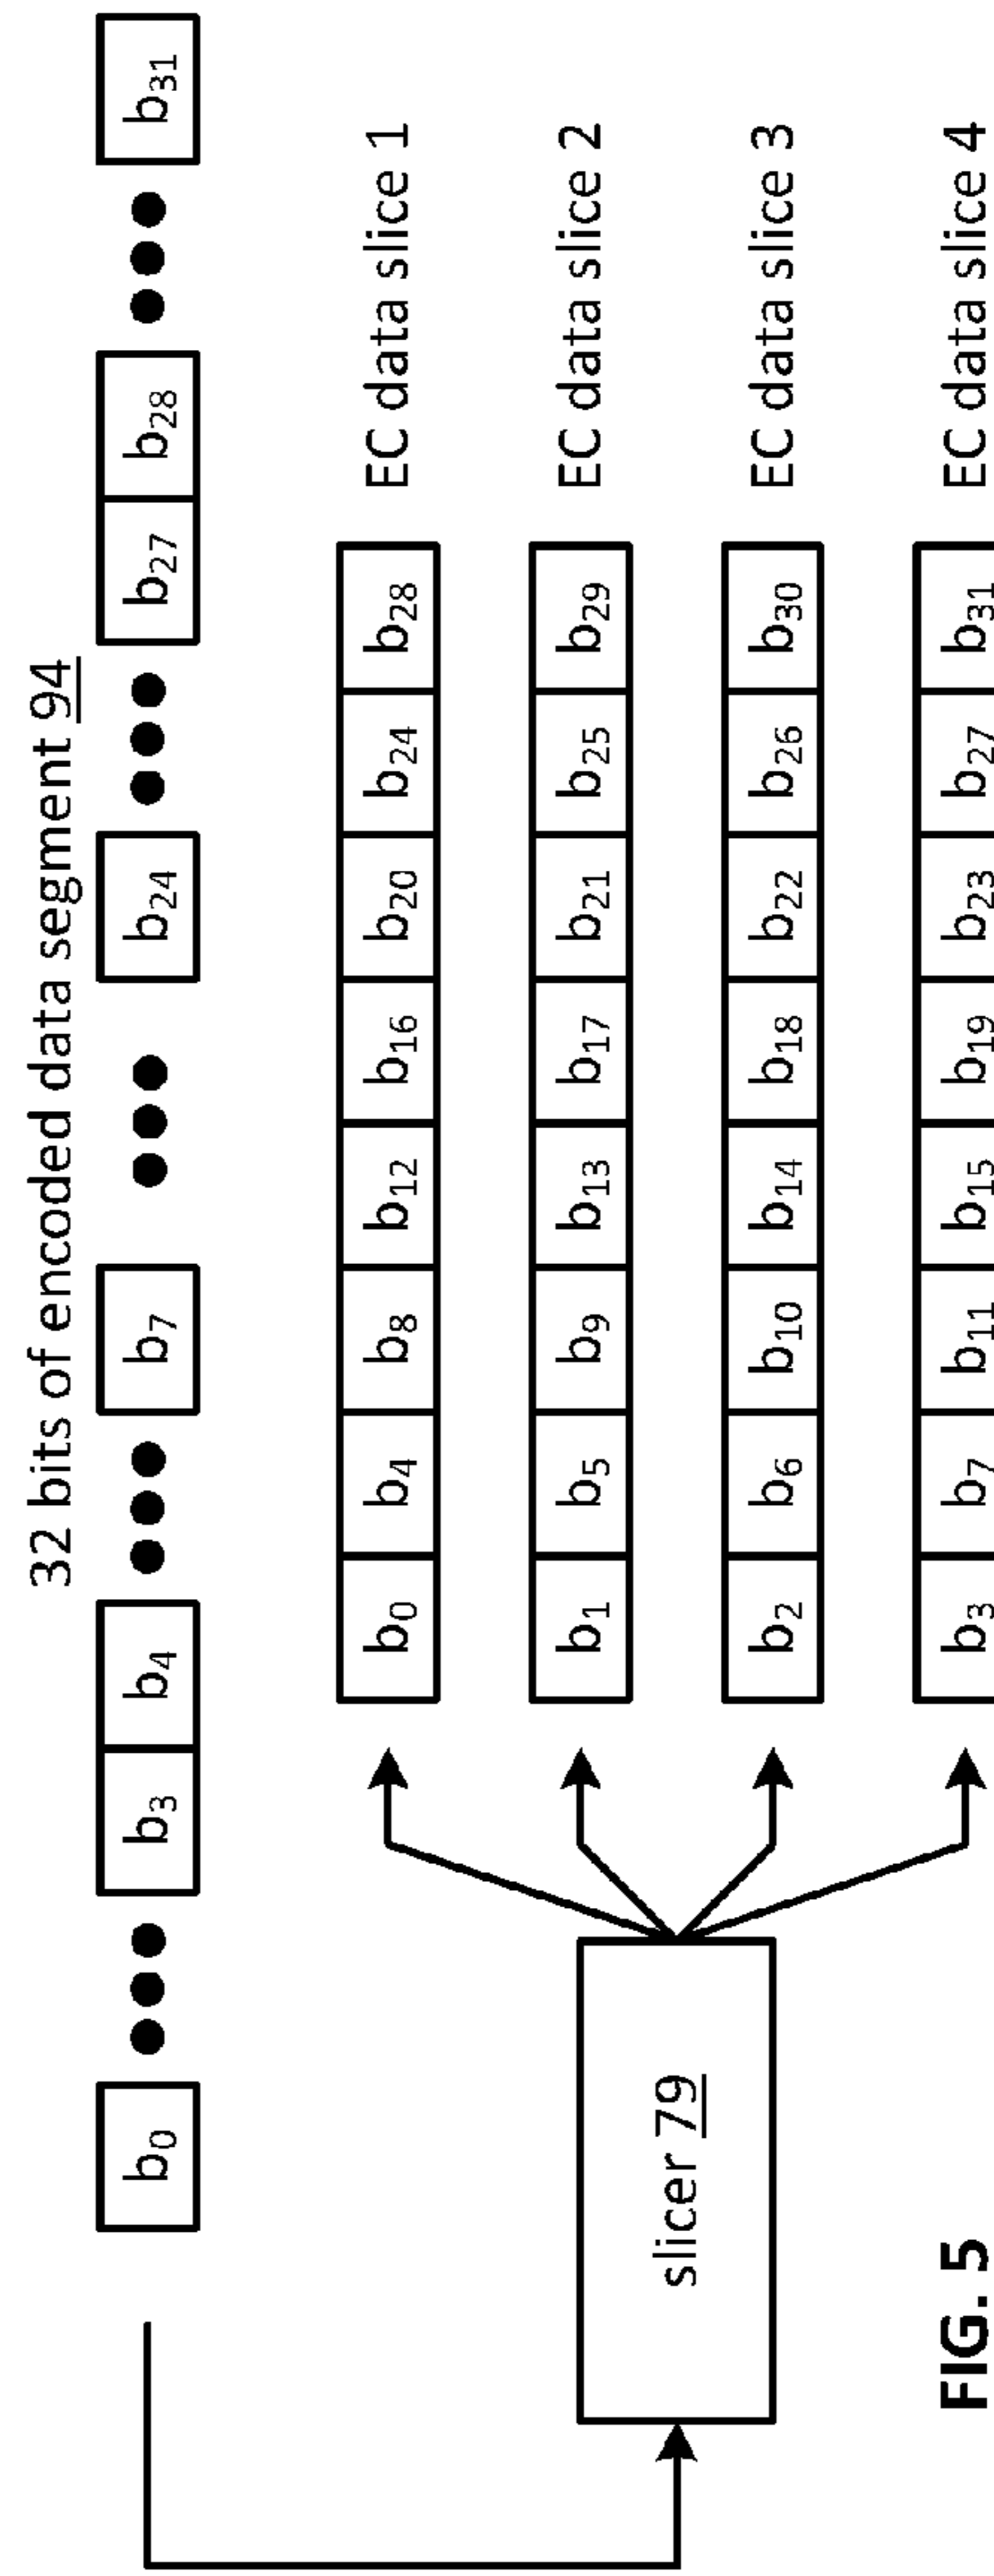 32 bits of encoded data segment 94
b0 ••• b3 b4 ••• b7 ••• b24 ••• b27 b28 ••• b31
b0 b4 b8 b12 b16 b20 b24 b28 EC data slice 1
b1 b5 b9 b13 b17 b21 b25 b29 EC data slice 2
slicer 79
b2 b6 b10 b14 b18 b22 b26 b30 EC data slice 3
b3 b7 b11 b15 b19 b23 b27 b31 EC data slice 4
FIG. 5